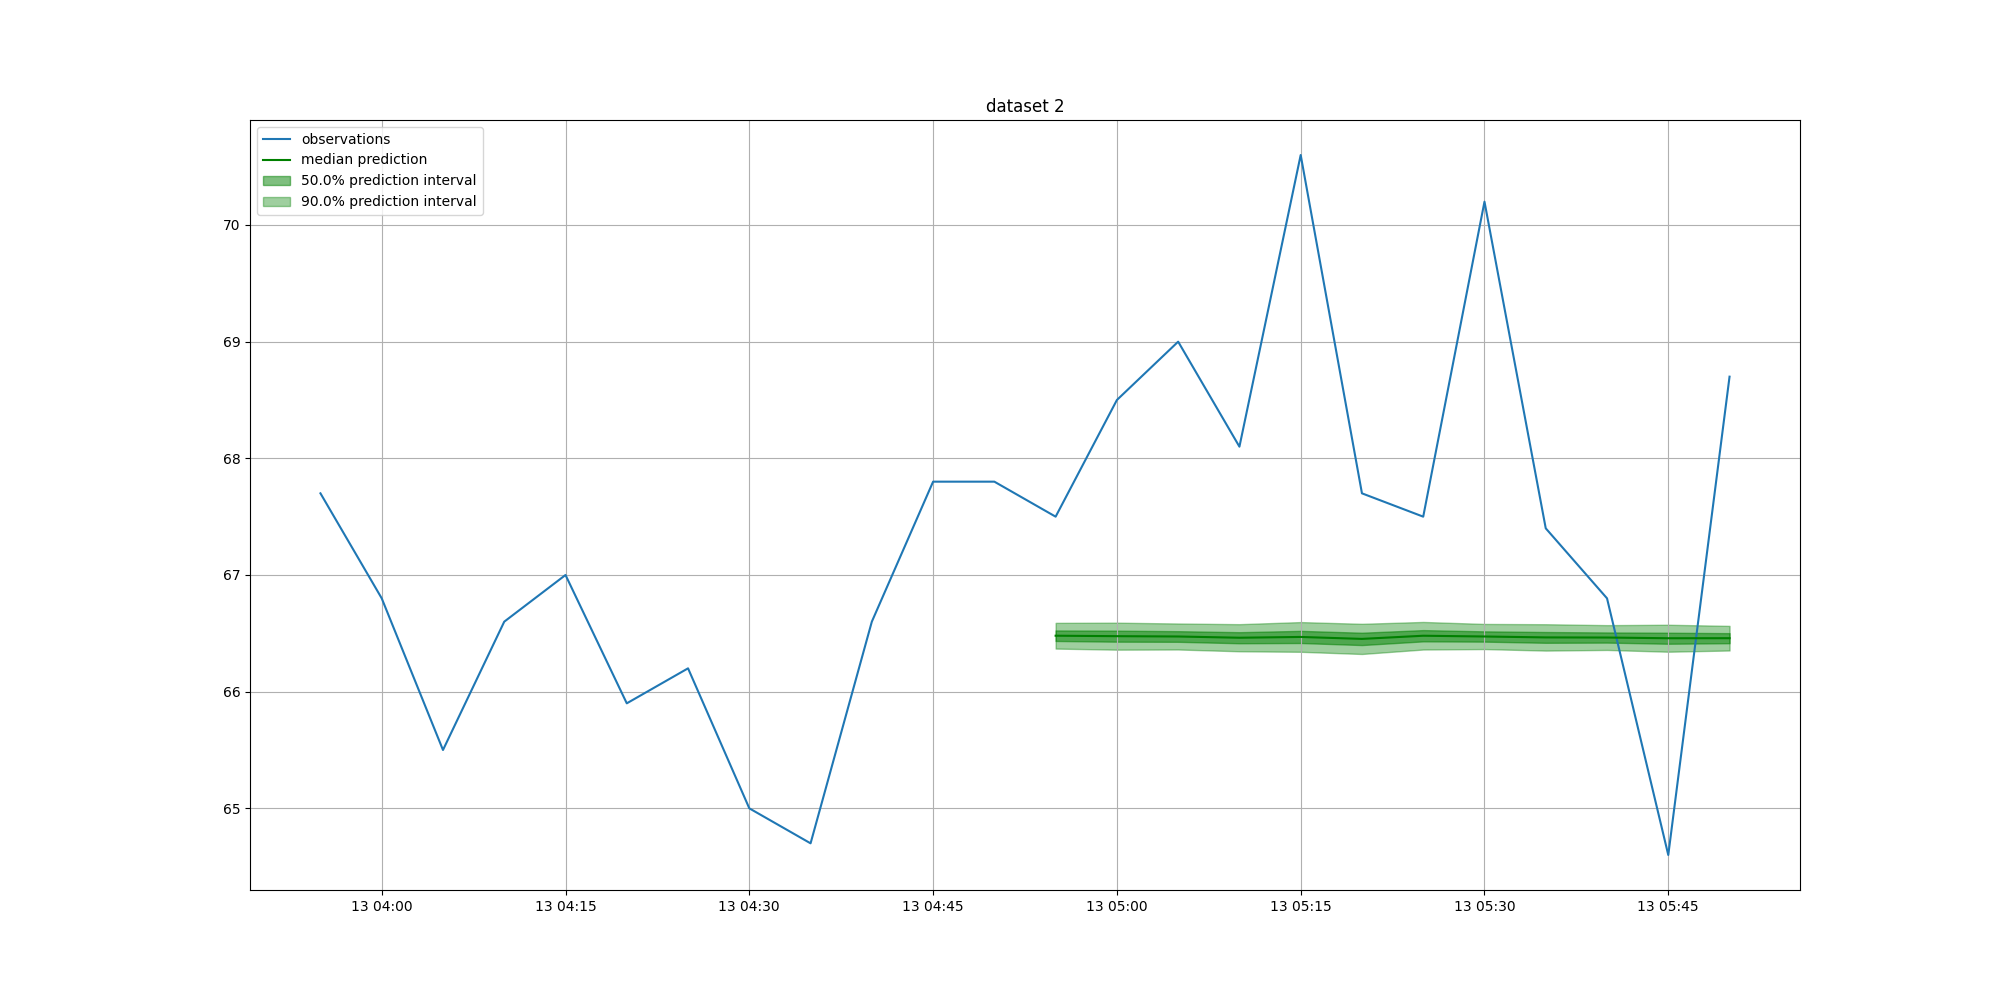 dataset 2
observations
median prediction
50.0% prediction interval
90.0% prediction interval
70
69
68
67
66
65
13 04:00 13 04:15 13 04:30 13 04:45 13 05:00 13 05:15 13 05:30 13 05:45